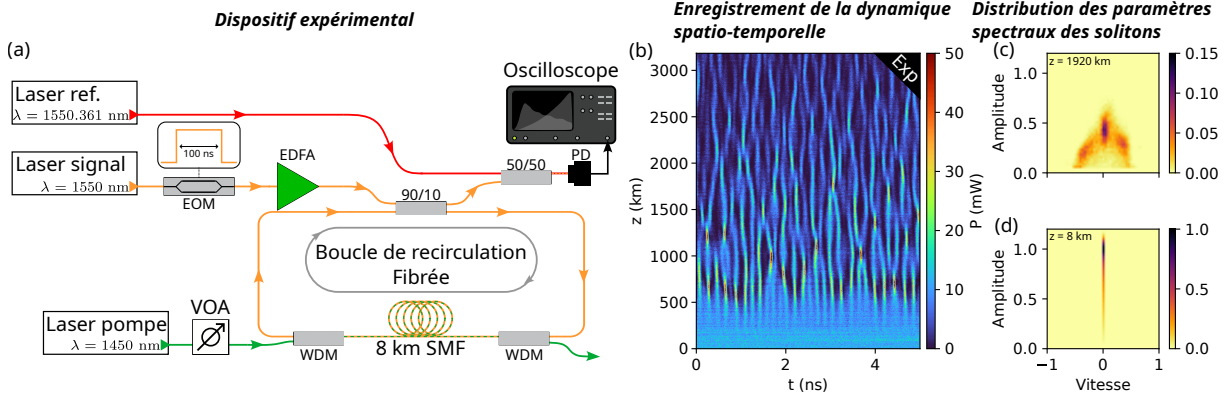 Dispositif expérimental
(a)
Laser ref.
λ = 1550.361 nm
Laser signal
λ = 1550 nm
100 ns
EOM
EDFA
90/10
50/50
PD
Oscilloscope
Boucle de recirculation
Fibrée
Laser pompe
λ = 1450 nm
VOA
WDM
8 km SMF
WDM
Enregistrement de la dynamique
spatio-temporelle
(b)
Exp
3000
2500
2000
1500
1000
500
0
z (km)
0
2
4
t (ns)
50
40
30
20
10
0
P (mW)
Distribution des paramètres
spectraux des solitons
(c)
z = 1920 km
1.0
0.5
0.0
Amplitude
0.15
0.10
0.05
0.00
(d)
z = 8 km
1.0
0.5
0.0
Amplitude
−1
0
1
Vitesse
1.0
0.5
0.0